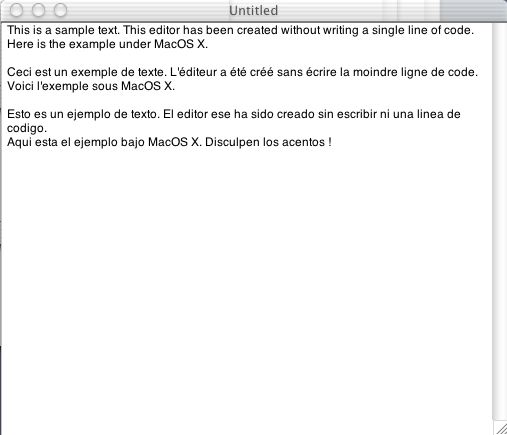 Untitled
This is a sample text. This editor has been created without writing a single line of code.
Here is the example under MacOS X.
Ceci est un exemple de texte. L'éditeur a été créé sans écrire la moindre ligne de code.
Voici l'exemple sous MacOS X.
Esto es un ejemplo de texto. El editor ese ha sido creado sin escribir ni una linea de
codigo.
Aqui esta el ejemplo bajo MacOS X. Disculpen los acentos !